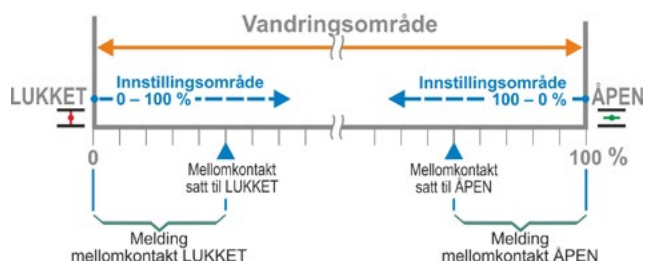 Vandringsområde
Innstillingsområde
0 – 100 %
Innstillingsområde
100 – 0 %
LUKKET
ÅPEN
0
100 %
Mellomkontakt
satt til LUKKET
Mellomkontakt
satt til ÅPEN
Melding
mellomkontakt LUKKET
Melding
mellomkontakt ÅPEN